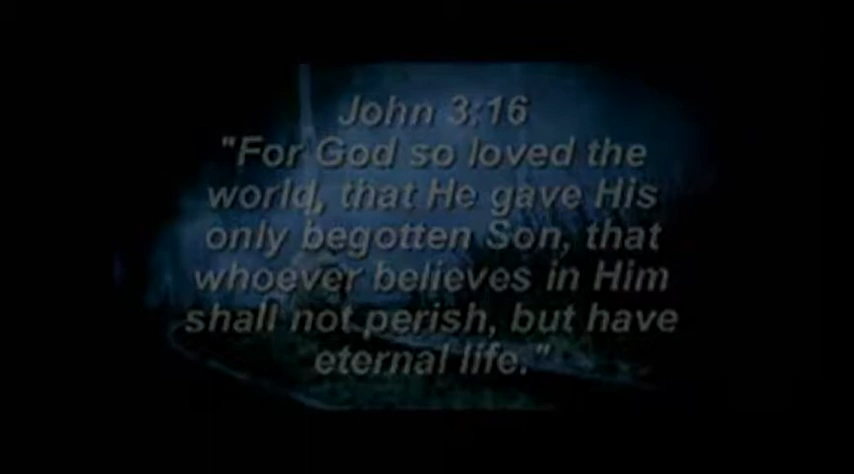 John 3:16
"For God so loved the
world, that He gave His
only begotten Son, that
whoever believes in Him
shall not perish, but have
eternal life."